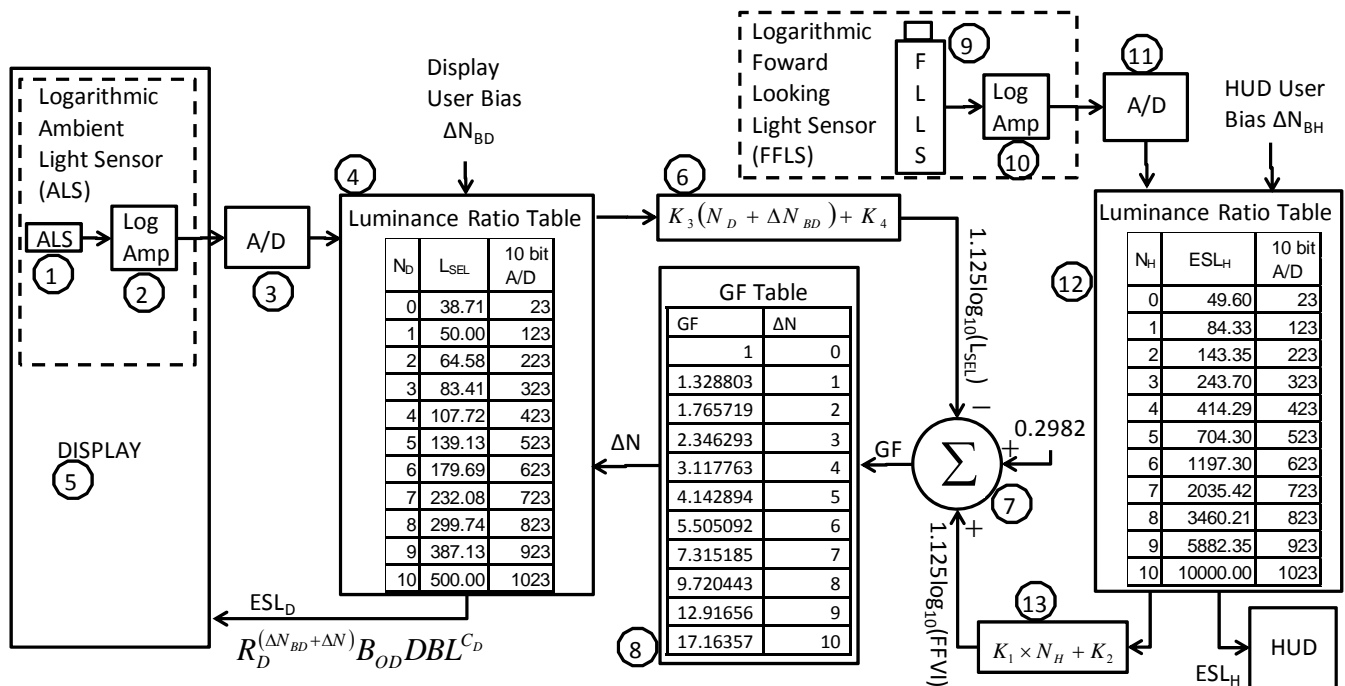 Logarithmic
Ambient
Light Sensor
(ALS)
ALS
1
Log
Amp
2
A/D
3
DISPLAY
5
Display
User Bias
ΔN_BD
4
Luminance Ratio Table
N_D L_SEL 10 bit A/D
0 38.71 23
1 50.00 123
2 64.58 223
3 83.41 323
4 107.72 423
5 139.13 523
6 179.69 623
7 232.08 723
8 299.74 823
9 387.13 923
10 500.00 1023
ESL_D
R_D^(ΔN_BD+ΔN) B_OD DBL^C_D
6
K_3(N_D + ΔN_BD) + K_4
1.125log_10(L_SEL)
GF Table
GF ΔN
1 0
1.328803 1
1.765719 2
2.346293 3
3.117763 4
4.142894 5
5.505092 6
7.315185 7
9.720443 8
12.91656 9
17.16357 10
8
ΔN
GF
Σ
−
+
+
0.2982
7
1.125log_10(FFVI)
Logarithmic
Foward
Looking
Light Sensor
(FFLS)
F
L
L
S
9
Log
Amp
10
11
A/D
HUD User
Bias ΔN_BH
Luminance Ratio Table
12
N_H ESL_H 10 bit A/D
0 49.60 23
1 84.33 123
2 143.35 223
3 243.70 323
4 414.29 423
5 704.30 523
6 1197.30 623
7 2035.42 723
8 3460.21 823
9 5882.35 923
10 10000.00 1023
13
K_1 × N_H + K_2
ESL_H
HUD